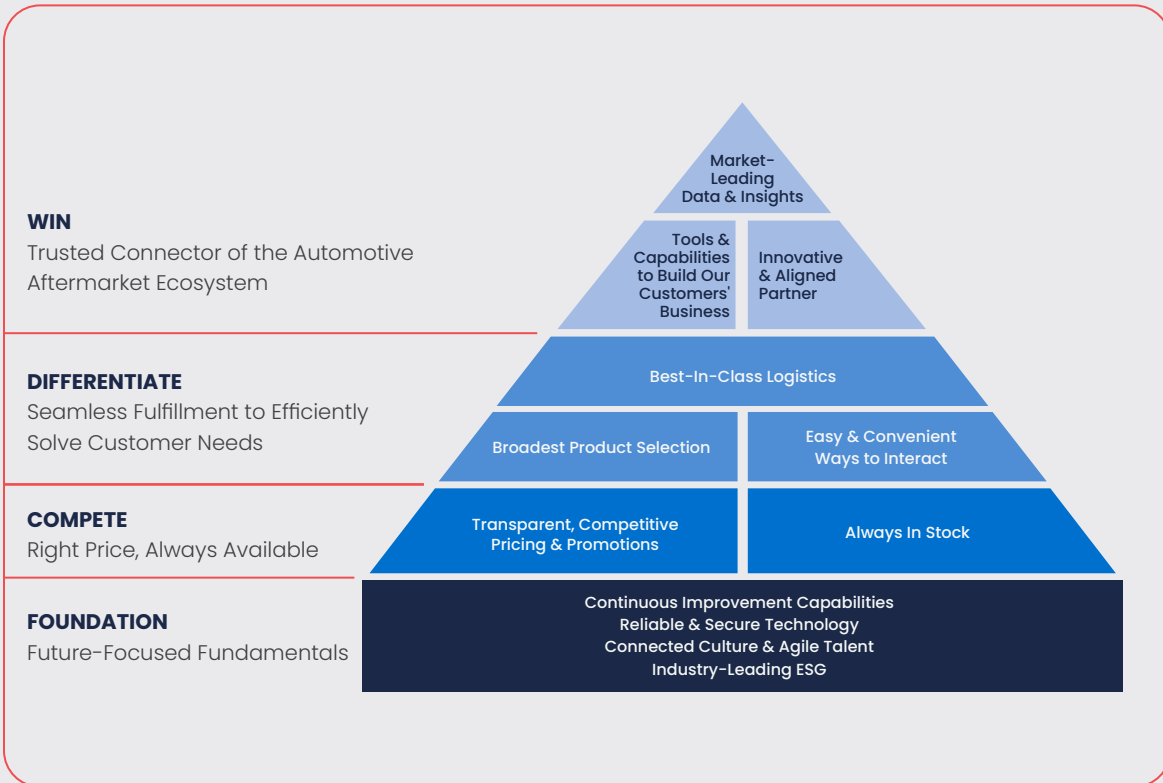 Market-
Leading
Data & Insights
WIN
Trusted Connector of the Automotive
Aftermarket Ecosystem
Tools &
Capabilities
to Build Our
Customers'
Business
Innovative
& Aligned
Partner
DIFFERENTIATE
Seamless Fulfillment to Efficiently
Solve Customer Needs
Best-In-Class Logistics
Broadest Product Selection
Easy & Convenient
Ways to Interact
COMPETE
Right Price, Always Available
Transparent, Competitive
Pricing & Promotions
Always In Stock
FOUNDATION
Future-Focused Fundamentals
Continuous Improvement Capabilities
Reliable & Secure Technology
Connected Culture & Agile Talent
Industry-Leading ESG